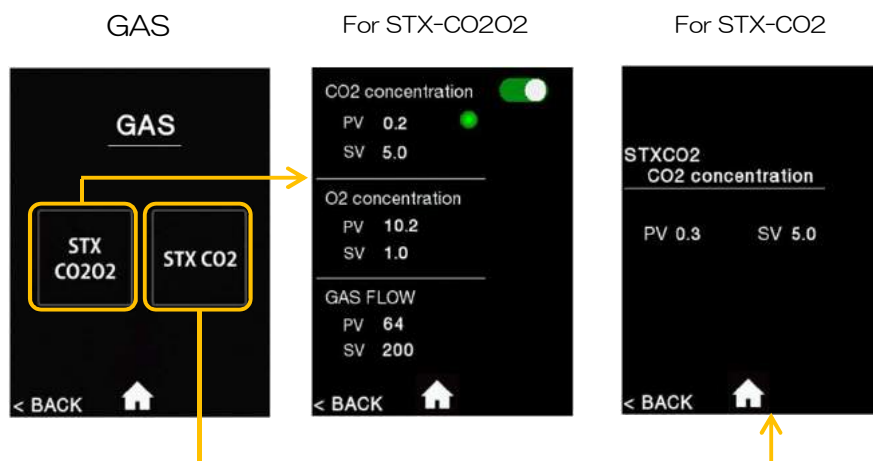 GAS
For STX-CO2O2
For STX-CO2
GAS
STX
CO2O2
STX CO2
< BACK
CO2 concentration
PV 0.2
SV 5.0
O2 concentration
PV 10.2
SV 1.0
GAS FLOW
PV 64
SV 200
< BACK
STXCO2
CO2 concentration
PV 0.3 SV 5.0
< BACK